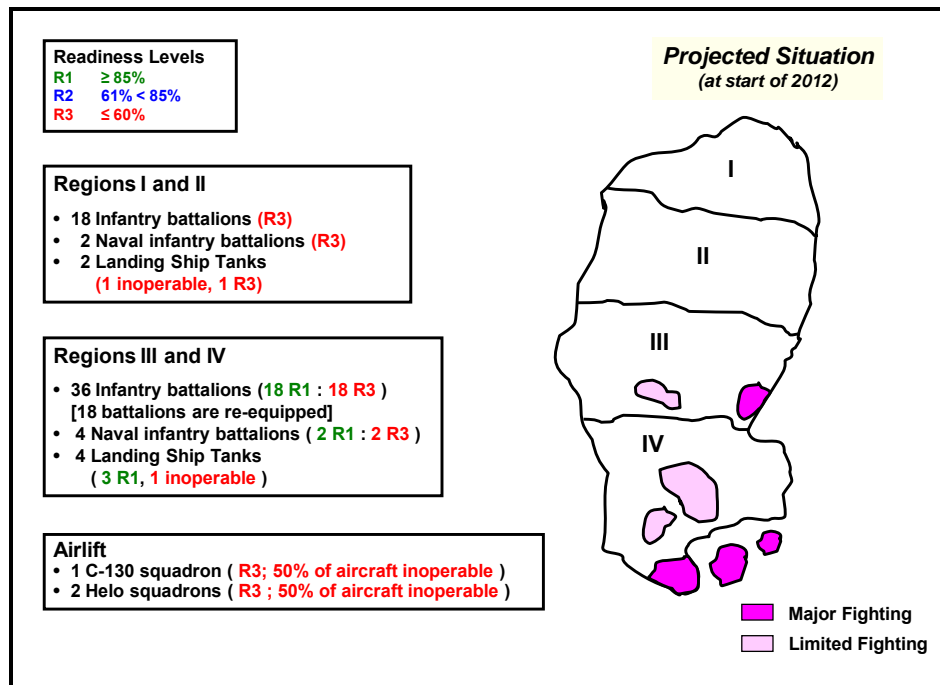 Readiness Levels
R1 ≥ 85%
R2 61% < 85%
R3 ≤ 60%
Projected Situation
(at start of 2012)
Regions I and II
• 18 Infantry battalions (R3)
• 2 Naval infantry battalions (R3)
• 2 Landing Ship Tanks
(1 inoperable, 1 R3)
Regions III and IV
• 36 Infantry battalions (18 R1 : 18 R3 )
[18 battalions are re-equipped]
• 4 Naval infantry battalions ( 2 R1 : 2 R3 )
• 4 Landing Ship Tanks
( 3 R1, 1 inoperable )
Airlift
• 1 C-130 squadron ( R3; 50% of aircraft inoperable )
• 2 Helo squadrons ( R3 ; 50% of aircraft inoperable )
I
II
III
IV
Major Fighting
Limited Fighting